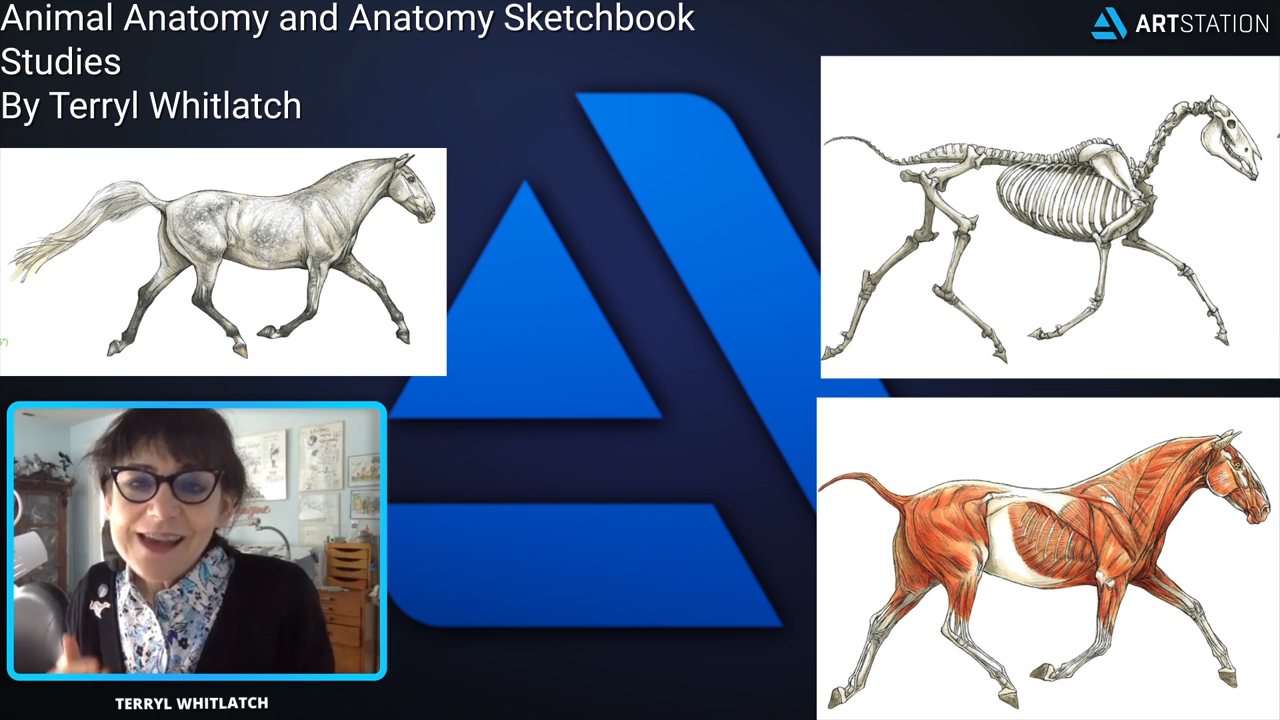 Animal Anatomy and Anatomy Sketchbook
Studies
By Terryl Whitlatch
ARTSTATION
TERRYL WHITLATCH